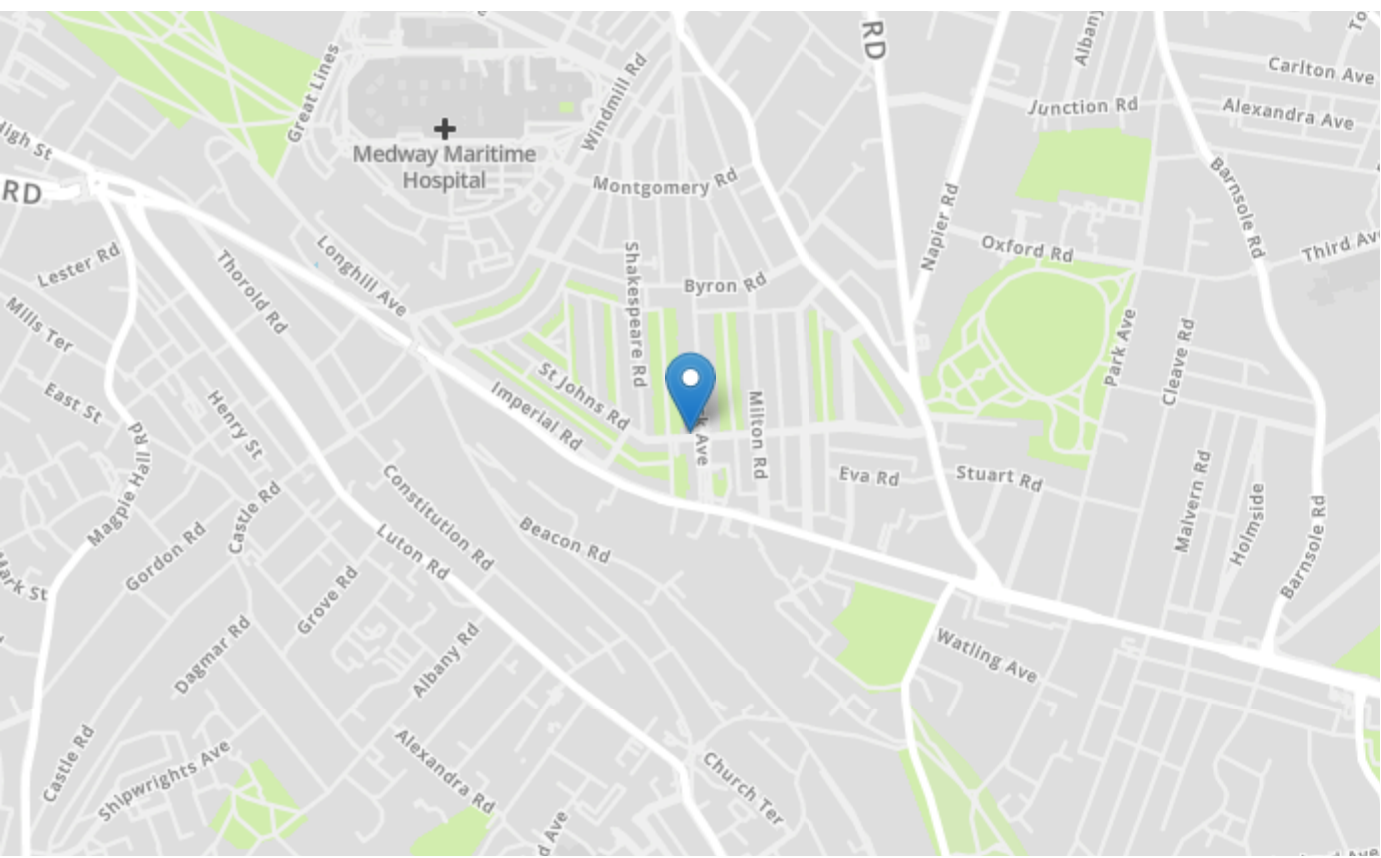 RD
Albany
To
Carlton Ave
Great Lines
Windmill Rd
Junction Rd
Alexandra Ave
High St
Medway Maritime
Hospital
Montgomery Rd
RD
Napier Rd
Barnsole Rd
Lester Rd
Thorold Rd
Longhill Ave
Shakespeare Rd
Byron Rd
Oxford Rd
Third Av
Mills Ter
Park Ave
Cleave Rd
East St
Henry St
Imperial Rd
St Johns Rd
k Ave
Milton Rd
Magpie Hall Rd
Eva Rd
Stuart Rd
Malvern Rd
Holmside
Barnsole Rd
Castle Rd
Constitution Rd
Beacon Rd
Gordon Rd
Luton Rd
Mark St
Grove Rd
Dagmar Rd
Albany Rd
Watling Ave
Castle Rd
Shipwrights Ave
Alexandra Rd
Church Ter
d Ave